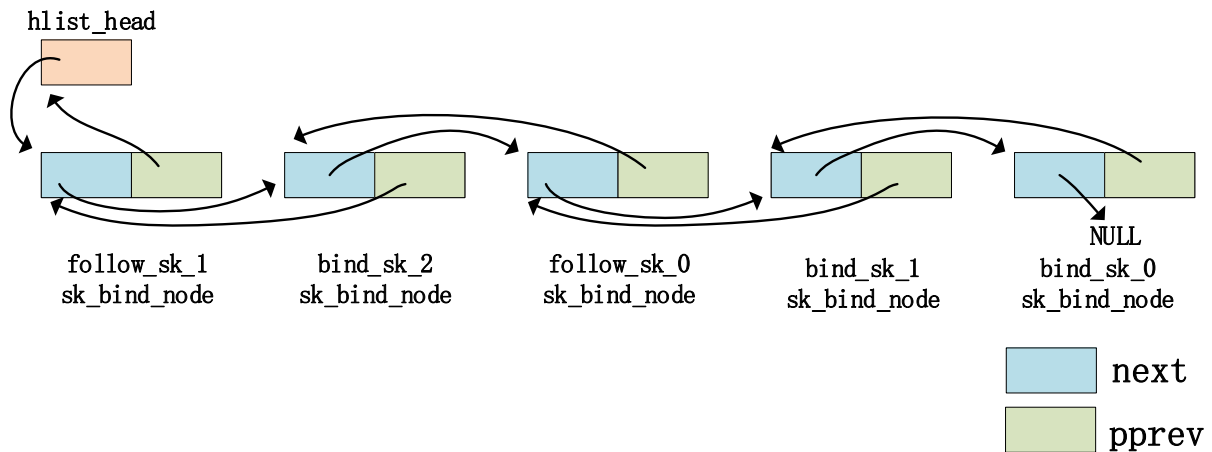 hlist_head
NULL
follow_sk_1
sk_bind_node
bind_sk_2
sk_bind_node
follow_sk_0
sk_bind_node
bind_sk_1
sk_bind_node
bind_sk_0
sk_bind_node
next
pprev